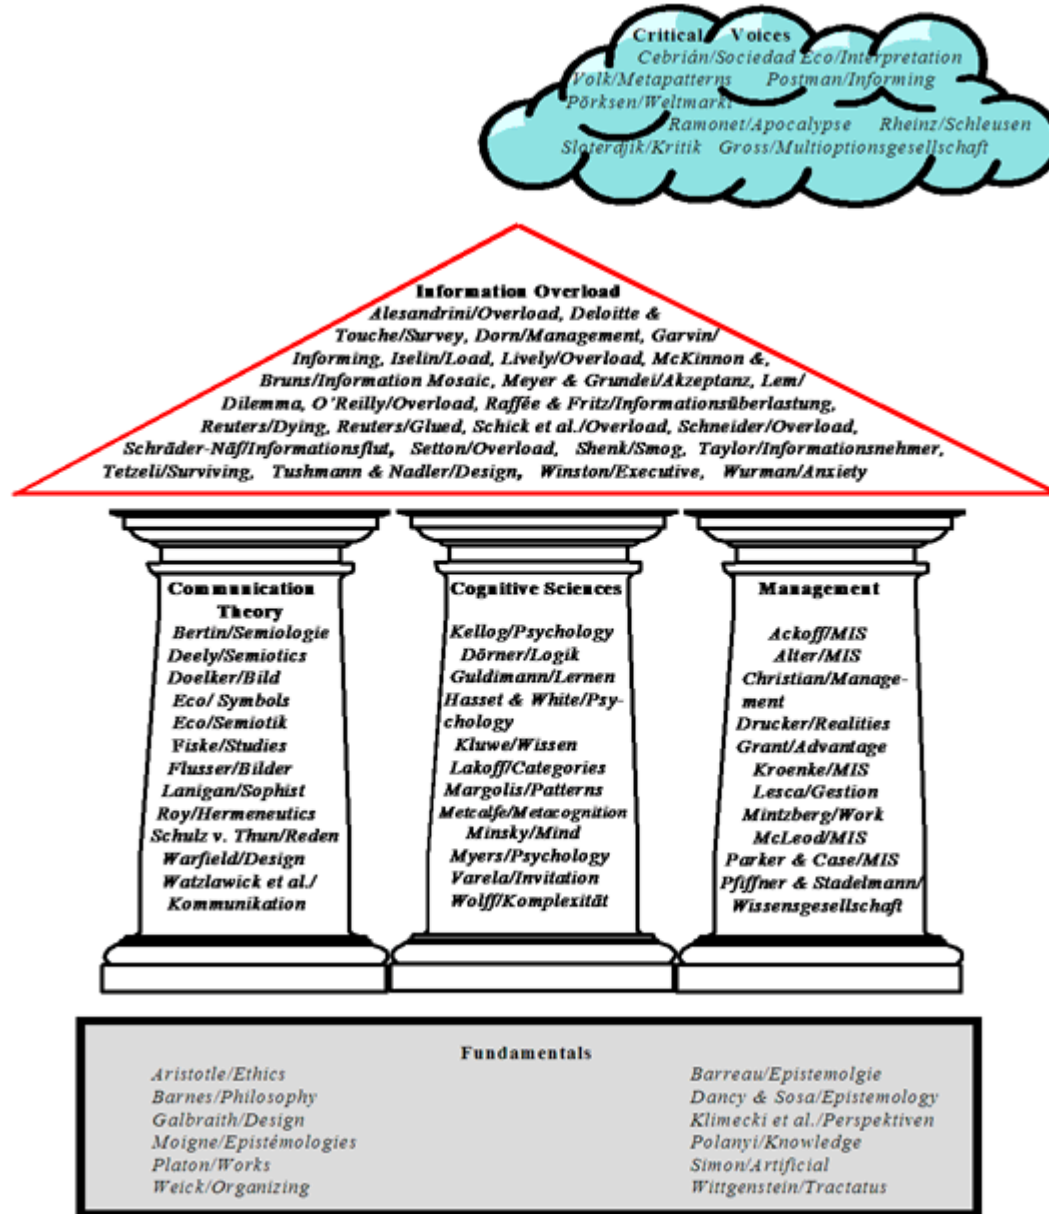 Critical Voices
Cebrián/Sociedad Eco/Interpretation
Volk/Metapatterns Postman/Informing
Pörksen/Weltmarkt
Ramonet/Apocalypse Rheinz/Schleusen
Sloterdjik/Kritik Gross/Multioptionsgesellschaft
Information Overload
Alesandrini/Overload, Deloitte &
Touche/Survey, Dorn/Management, Garvin/
Informing, Iselin/Load, Lively/Overload, McKinnon &,
Bruns/Information Mosaic, Meyer & Grundei/Akzeptanz, Lem/
Dilemma, O'Reilly/Overload, Raffée & Fritz/Informationsüberlastung,
Reuters/Dying, Reuters/Glued, Schick et al./Overload, Schneider/Overload,
Schräder-Näf/Informationsflut, Setton/Overload, Shenk/Smog, Taylor/Informationsnehmer,
Tetzeli/Surviving, Tushmann & Nadler/Design, Winston/Executive, Wurman/Anxiety
Communication
Theory
Bertin/Semiologie
Deely/Semiotics
Doelker/Bild
Eco/ Symbols
Eco/Semiotik
Fiske/Studies
Flusser/Bilder
Lanigan/Sophist
Roy/Hermeneutics
Schulz v. Thun/Reden
Warfield/Design
Watzlawick et al./
Kommunikation
Cognitive Sciences
Kellog/Psychology
Dörner/Logik
Guldimann/Lernen
Hasset & White/Psy-
chology
Kluwe/Wissen
Lakoff/Categories
Margolis/Patterns
Metcalfe/Metacognition
Minsky/Mind
Myers/Psychology
Varela/Invitation
Wolff/Komplexität
Management
Ackoff/MIS
Alter/MIS
Christian/Manage-
ment
Drucker/Realities
Grant/Advantage
Kroenke/MIS
Lesca/Gestion
Mintzberg/Work
McLeod/MIS
Parker & Case/MIS
Pfiffner & Stadelmann/
Wissensgesellschaft
Fundamentals
Aristotle/Ethics
Barnes/Philosophy
Galbraith/Design
Moigne/Epistémologies
Platon/Works
Weick/Organizing
Barreau/Epistemolgie
Dancy & Sosa/Epistemology
Klimecki et al./Perspektiven
Polanyi/Knowledge
Simon/Artificial
Wittgenstein/Tractatus